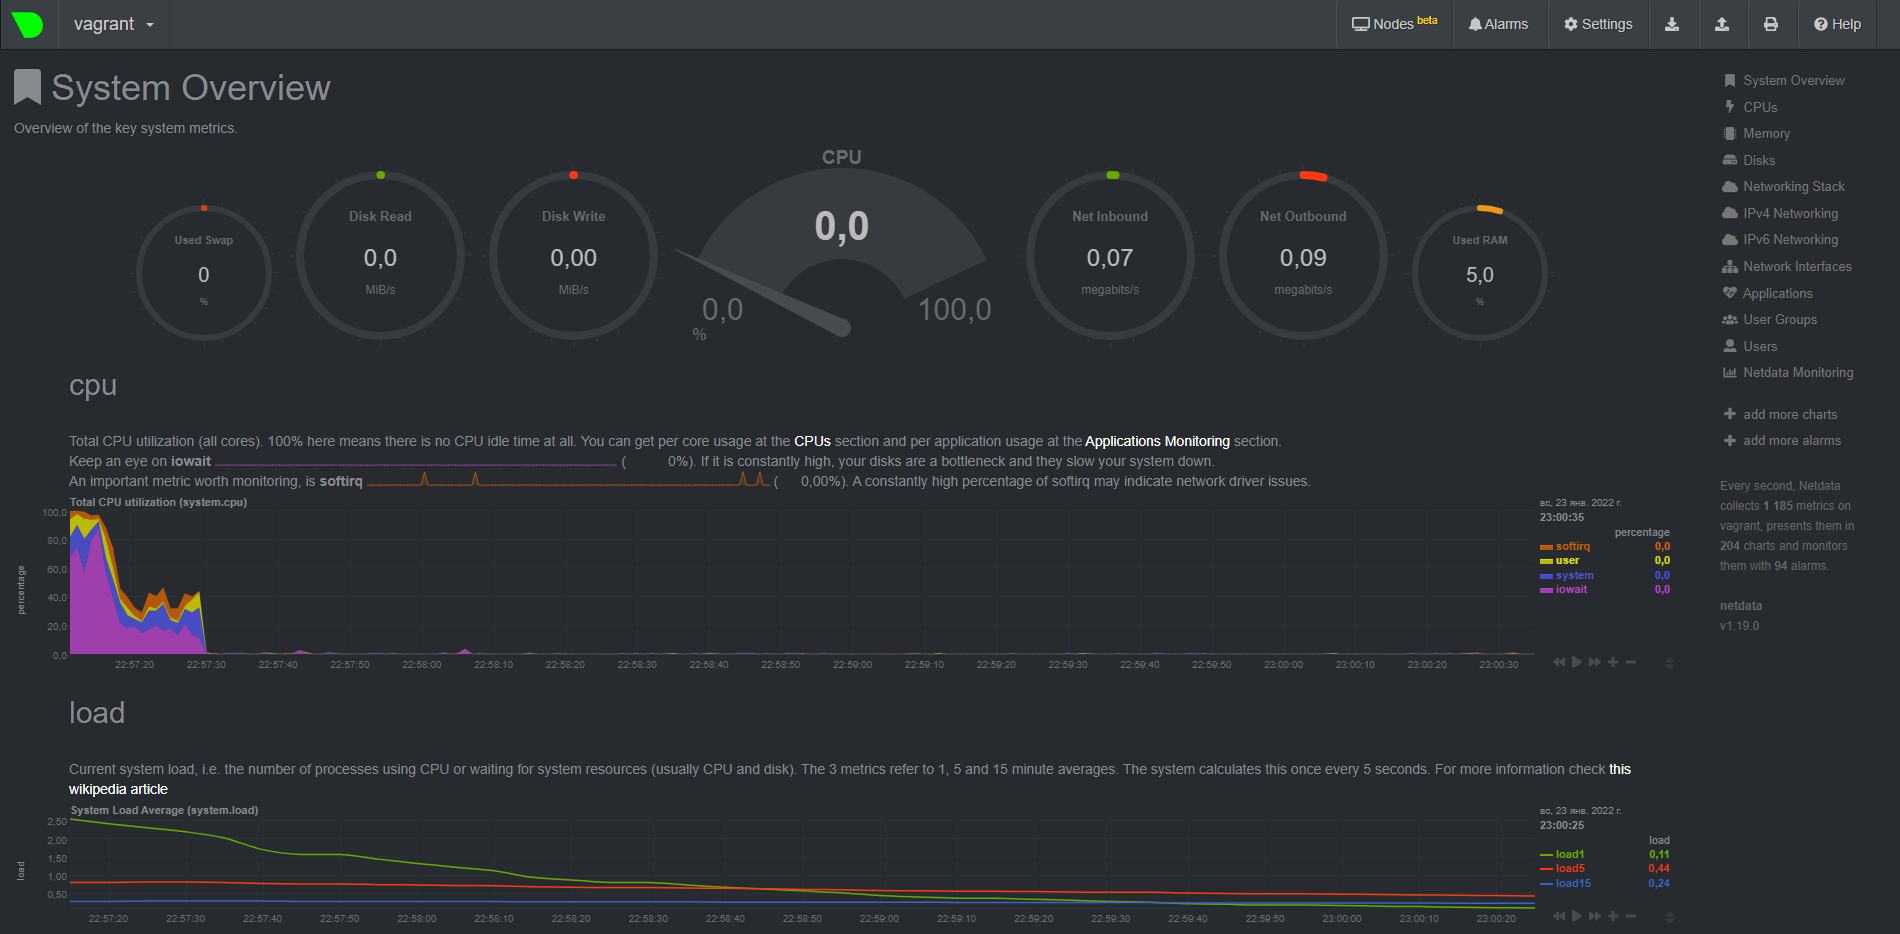 vagrant
Nodes beta
Alarms
Settings
Help
System Overview
Overview of the key system metrics.
Used Swap
0
%
Disk Read
0,0
MiB/s
Disk Write
0,00
MiB/s
CPU
0,0
0,0
100,0
%
Net Inbound
0,07
megabits/s
Net Outbound
0,09
megabits/s
Used RAM
5,0
%
cpu
Total CPU utilization (all cores). 100% here means there is no CPU idle time at all. You can get per core usage at the CPUs section and per application usage at the Applications Monitoring section.
Keep an eye on iowait ( 0%). If it is constantly high, your disks are a bottleneck and they slow your system down.
An important metric worth monitoring, is softirq ( 0,00%). A constantly high percentage of softirq may indicate network driver issues.
Total CPU utilization (system.cpu)
percentage
100,0
80,0
60,0
40,0
20,0
0,0
22:57:20 22:57:30 22:57:40 22:57:50 22:58:00 22:58:10 22:58:20 22:58:30 22:58:40 22:58:50 22:59:00 22:59:10 22:59:20 22:59:30 22:59:40 22:59:50 23:00:00 23:00:10 23:00:20 23:00:30
вс, 23 янв. 2022 г.
23:00:35
percentage
softirq 0,0
user 0,0
system 0,0
iowait 0,0
load
Current system load, i.e. the number of processes using CPU or waiting for system resources (usually CPU and disk). The 3 metrics refer to 1, 5 and 15 minute averages. The system calculates this once every 5 seconds. For more information check this
wikipedia article
System Load Average (system.load)
load
2,50
2,00
1,50
1,00
0,50
22:57:20 22:57:30 22:57:40 22:57:50 22:58:00 22:58:10 22:58:20 22:58:30 22:58:40 22:58:50 22:59:00 22:59:10 22:59:20 22:59:30 22:59:40 22:59:50 23:00:00 23:00:10 23:00:20
вс, 23 янв. 2022 г.
23:00:25
load
load1 0,11
load5 0,44
load15 0,24
System Overview
CPUs
Memory
Disks
Networking Stack
IPv4 Networking
IPv6 Networking
Network Interfaces
Applications
User Groups
Users
Netdata Monitoring
add more charts
add more alarms
Every second, Netdata
collects 1 185 metrics on
vagrant, presents them in
204 charts and monitors
them with 94 alarms.
netdata
v1.19.0